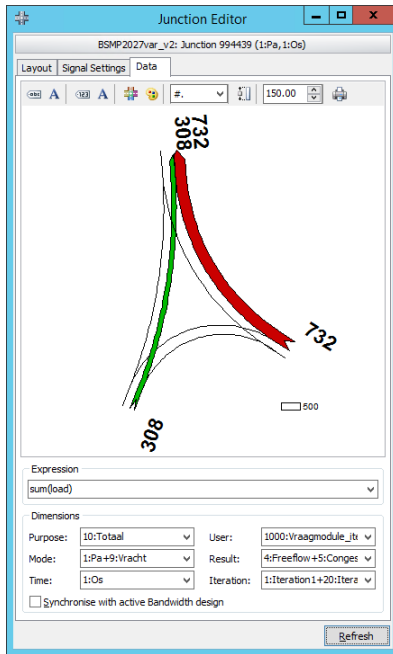 Junction Editor
BSMP2027var_v2: Junction 994439 (1:Pa,1:Os)
Layout Signal Settings Data
abc A 123 A #. 150.00
308 732
732
500
308
Expression
sum(load)
Dimensions
Purpose: 10:Totaal User: 1000:Vraagmodule_ite
Mode: 1:Pa+9:Vracht Result: 4:Freeflow+5:Conges
Time: 1:Os Iteration: 1:Iteration1+20:Itera
Synchronise with active Bandwidth design
Refresh